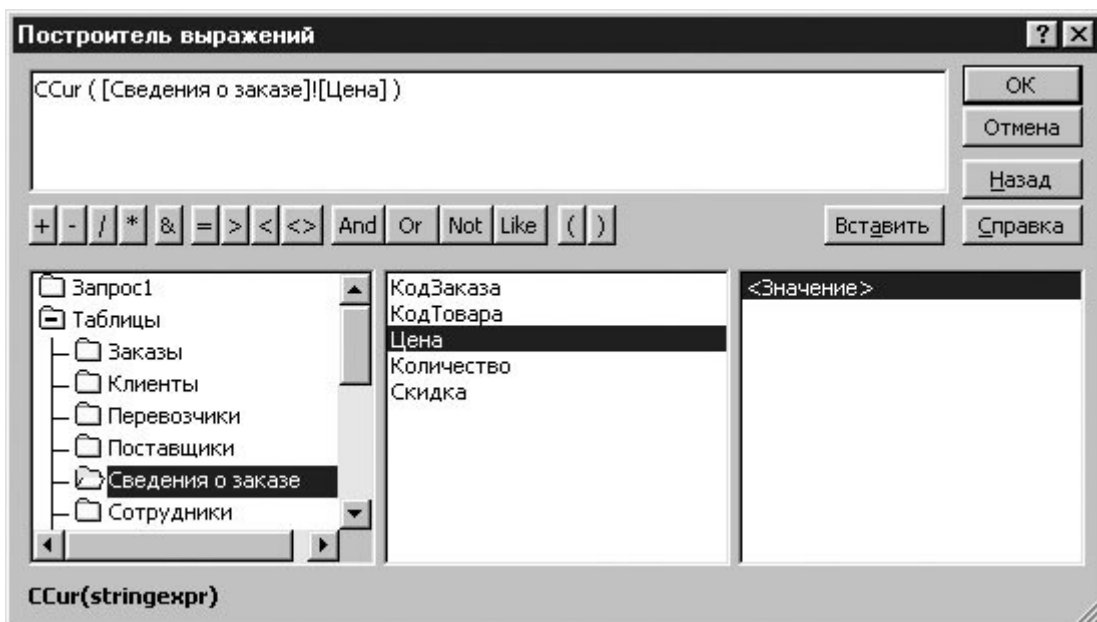 Построитель выражений
? ×
CCur ( [Сведения о заказе]![Цена] )
ОК
Отмена
Назад
+ - / * & = > < <> And Or Not Like ( ) Вставить Справка
Запрос1
Таблицы
Заказы
Клиенты
Перевозчики
Поставщики
Сведения о заказе
Сотрудники
КодЗаказа
КодТовара
Цена
Количество
Скидка
<Значение>
CCur(stringexpr)